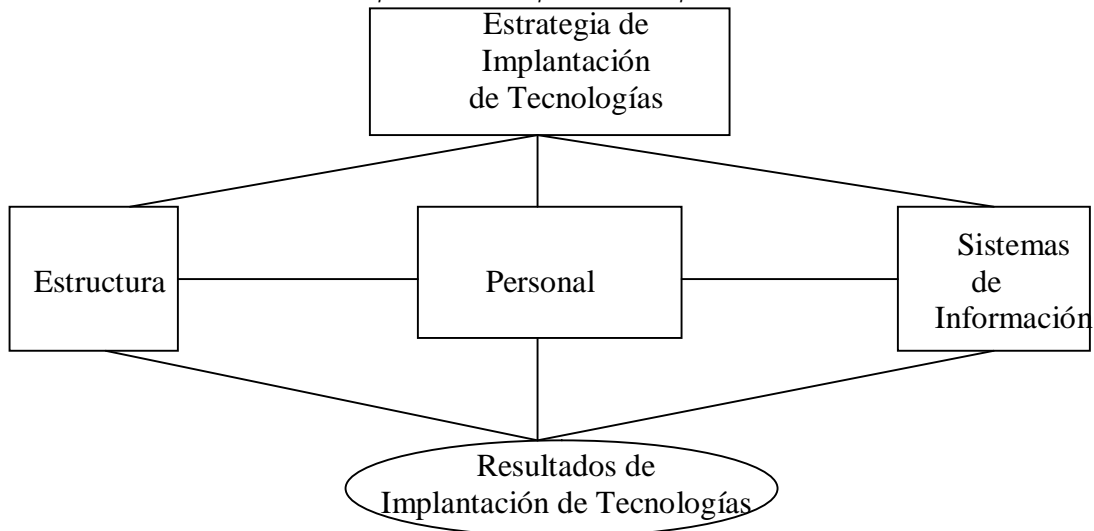 Estrategia de
Implantación
de Tecnologías
Estructura
Personal
Sistemas
de
Información
Resultados de
Implantación de Tecnologías